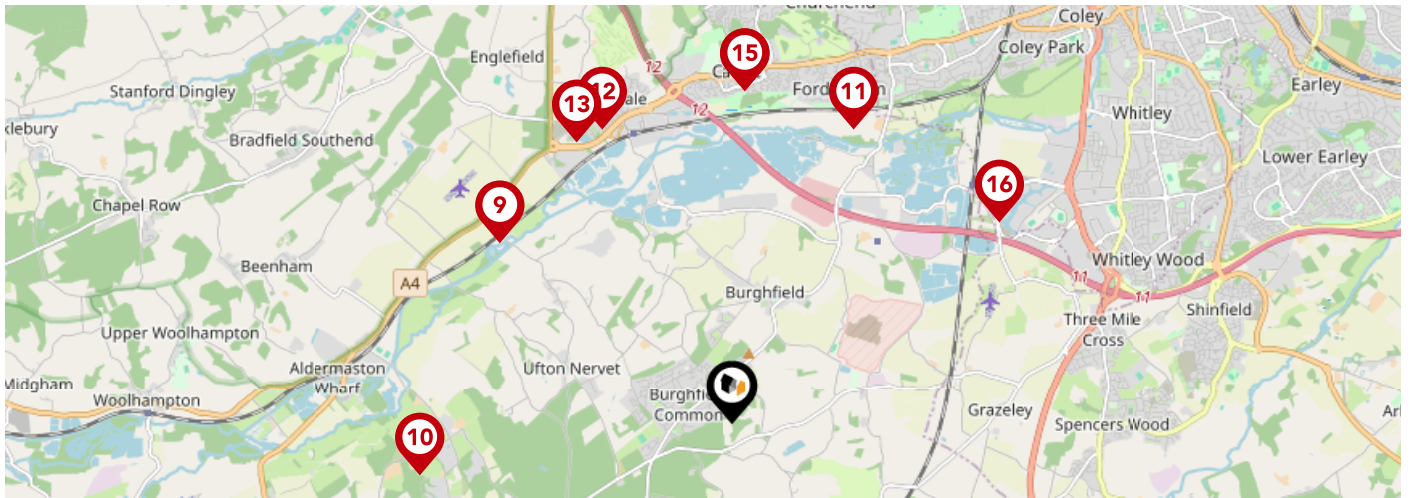 Coley
Coley Park
12
15
Englefield
Earley
Stanford Dingley
13
12
11
12
Whitley
Bradfield Southend
Lower Earley
Chapel Row
9
16
Beenham
A4
Whitley Wood
11
11
Burghfield
Shinfield
Three Mile
Cross
Upper Woolhampton
Aldermaston
Wharf
Ufton Nervet
Midgham
Woolhampton
Common
Grazeley
Spencers Wood
10